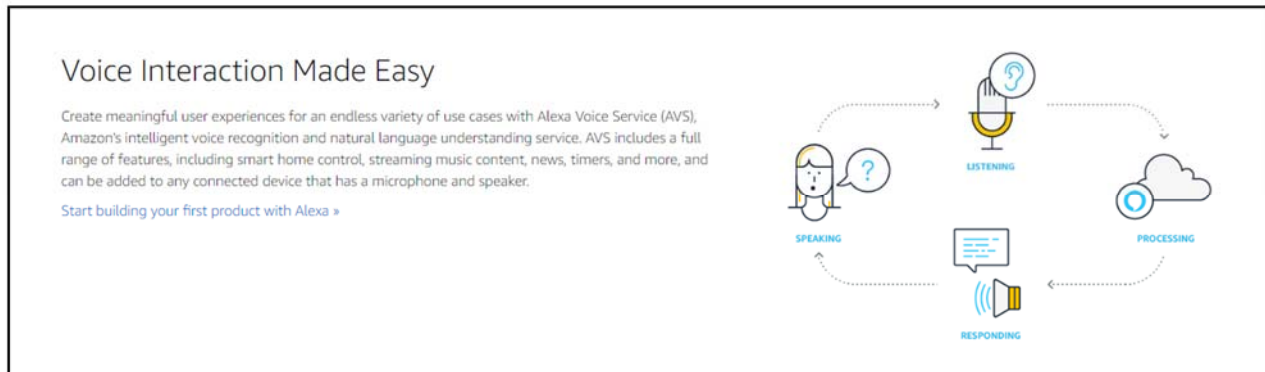 Voice Interaction Made Easy
Create meaningful user experiences for an endless variety of use cases with Alexa Voice Service (AVS),
Amazon's intelligent voice recognition and natural language understanding service. AVS includes a full
range of features, including smart home control, streaming music content, news, timers, and more, and
can be added to any connected device that has a microphone and speaker.
Start building your first product with Alexa »
LISTENING
?
SPEAKING
PROCESSING
RESPONDING